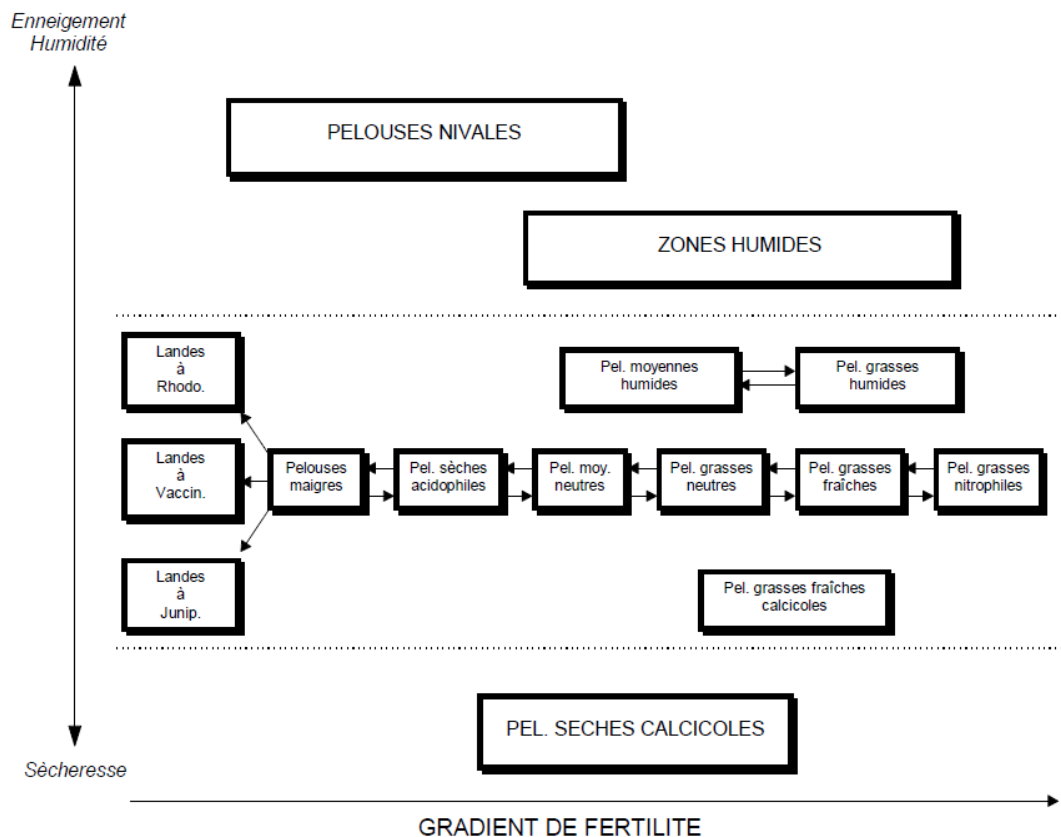 Enneigement
Humidité
PELOUSES NIVALES
ZONES HUMIDES
Landes
à
Rhodo.
Pel. moyennes
humides
Pel. grasses
humides
Landes
à
Vaccin.
Pelouses
maigres
Pel. sèches
acidophiles
Pel. moy.
neutres
Pel. grasses
neutres
Pel. grasses
fraîches
Pel. grasses
nitrophiles
Landes
à
Junip.
Pel. grasses fraîches
calcicoles
PEL. SECHES CALCICOLES
Sècheresse
GRADIENT DE FERTILITE